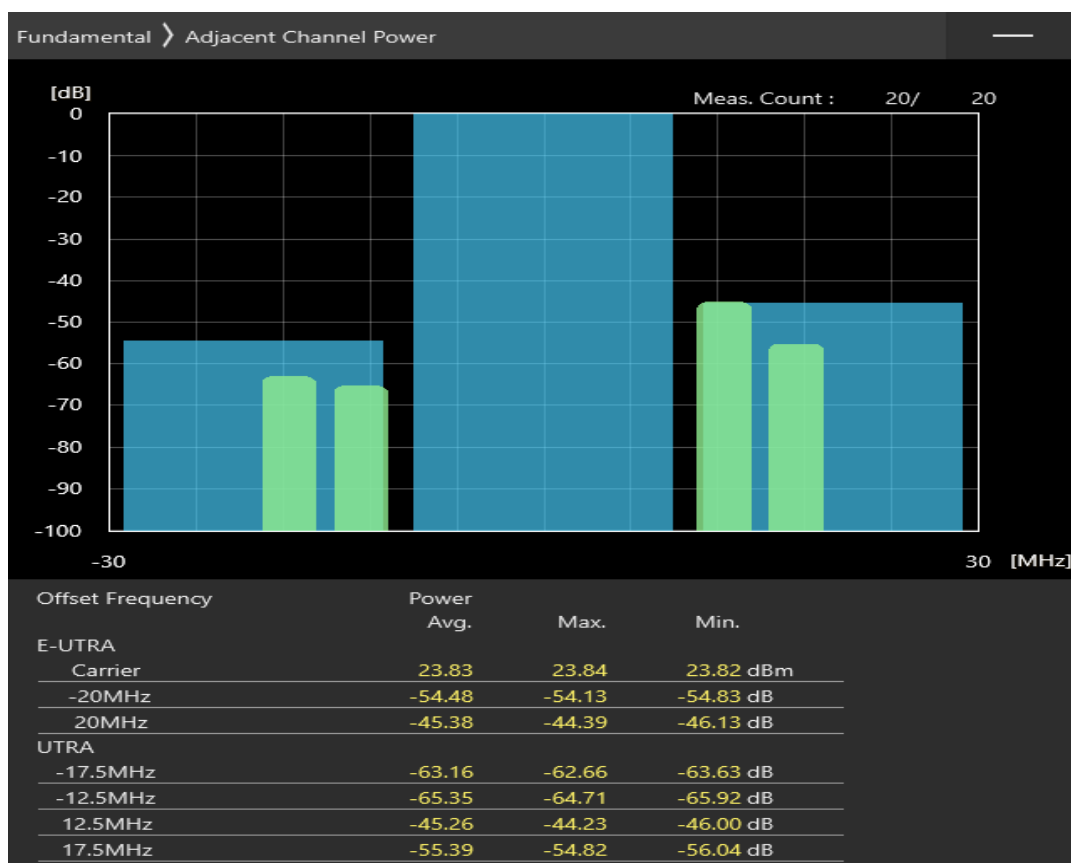 Fundamental ❯ Adjacent Channel Power
[dB]
Meas. Count : 20/ 20
0
-10
-20
-30
-40
-50
-60
-70
-80
-90
-100
-30 30 [MHz]
Offset Frequency Power
Avg. Max. Min.
E-UTRA
Carrier 23.83 23.84 23.82 dBm
-20MHz -54.48 -54.13 -54.83 dB
20MHz -45.38 -44.39 -46.13 dB
UTRA
-17.5MHz -63.16 -62.66 -63.63 dB
-12.5MHz -65.35 -64.71 -65.92 dB
12.5MHz -45.26 -44.23 -46.00 dB
17.5MHz -55.39 -54.82 -56.04 dB